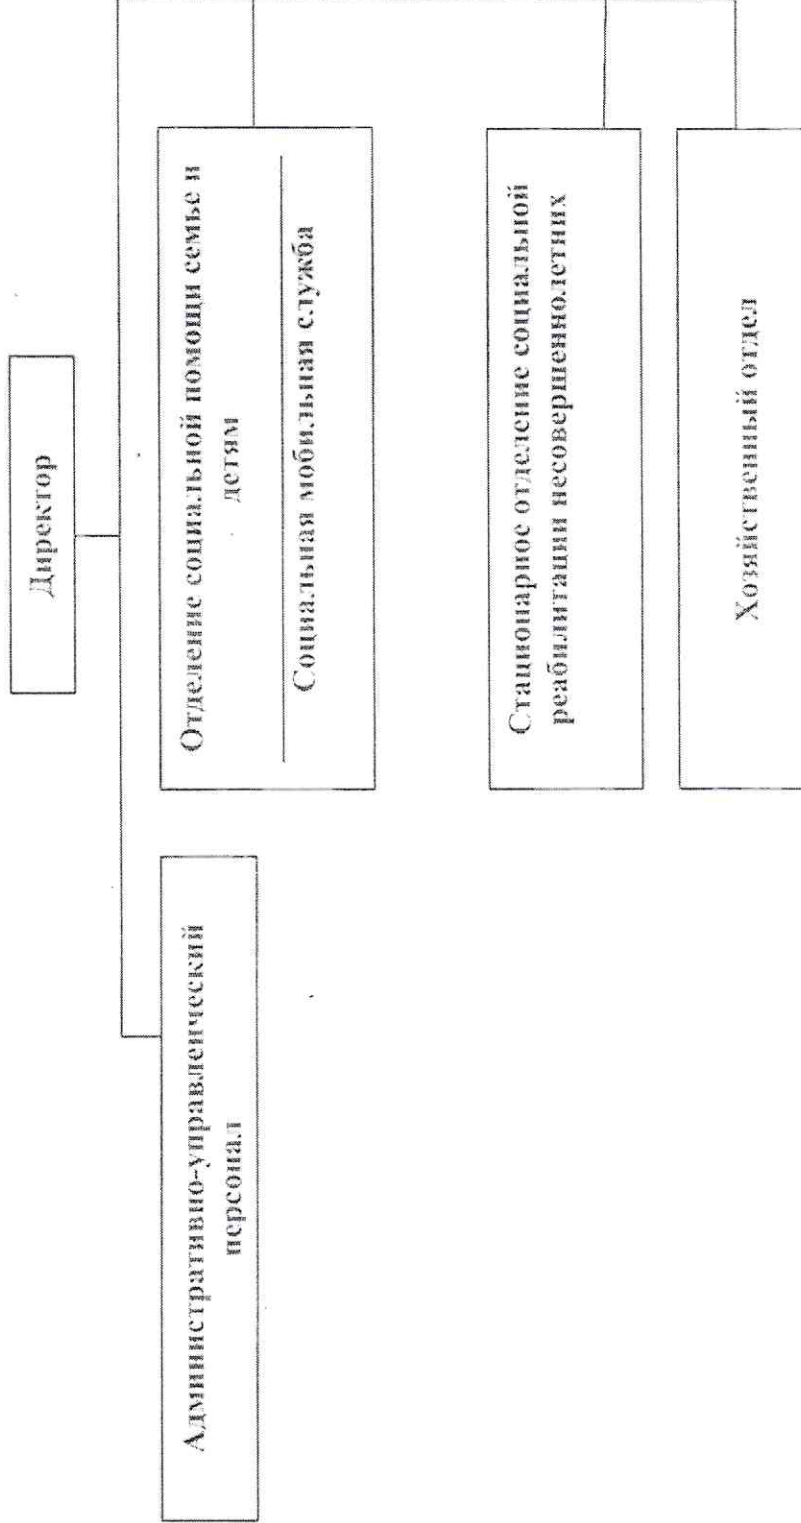 Директор
Административно-управленческий
персонал
Отделение социальной помощи семье и
детям
Социальная мобильная служба
Стационарное отделение социальной
реабилитации несовершеннолетних
Хозяйственный отдел